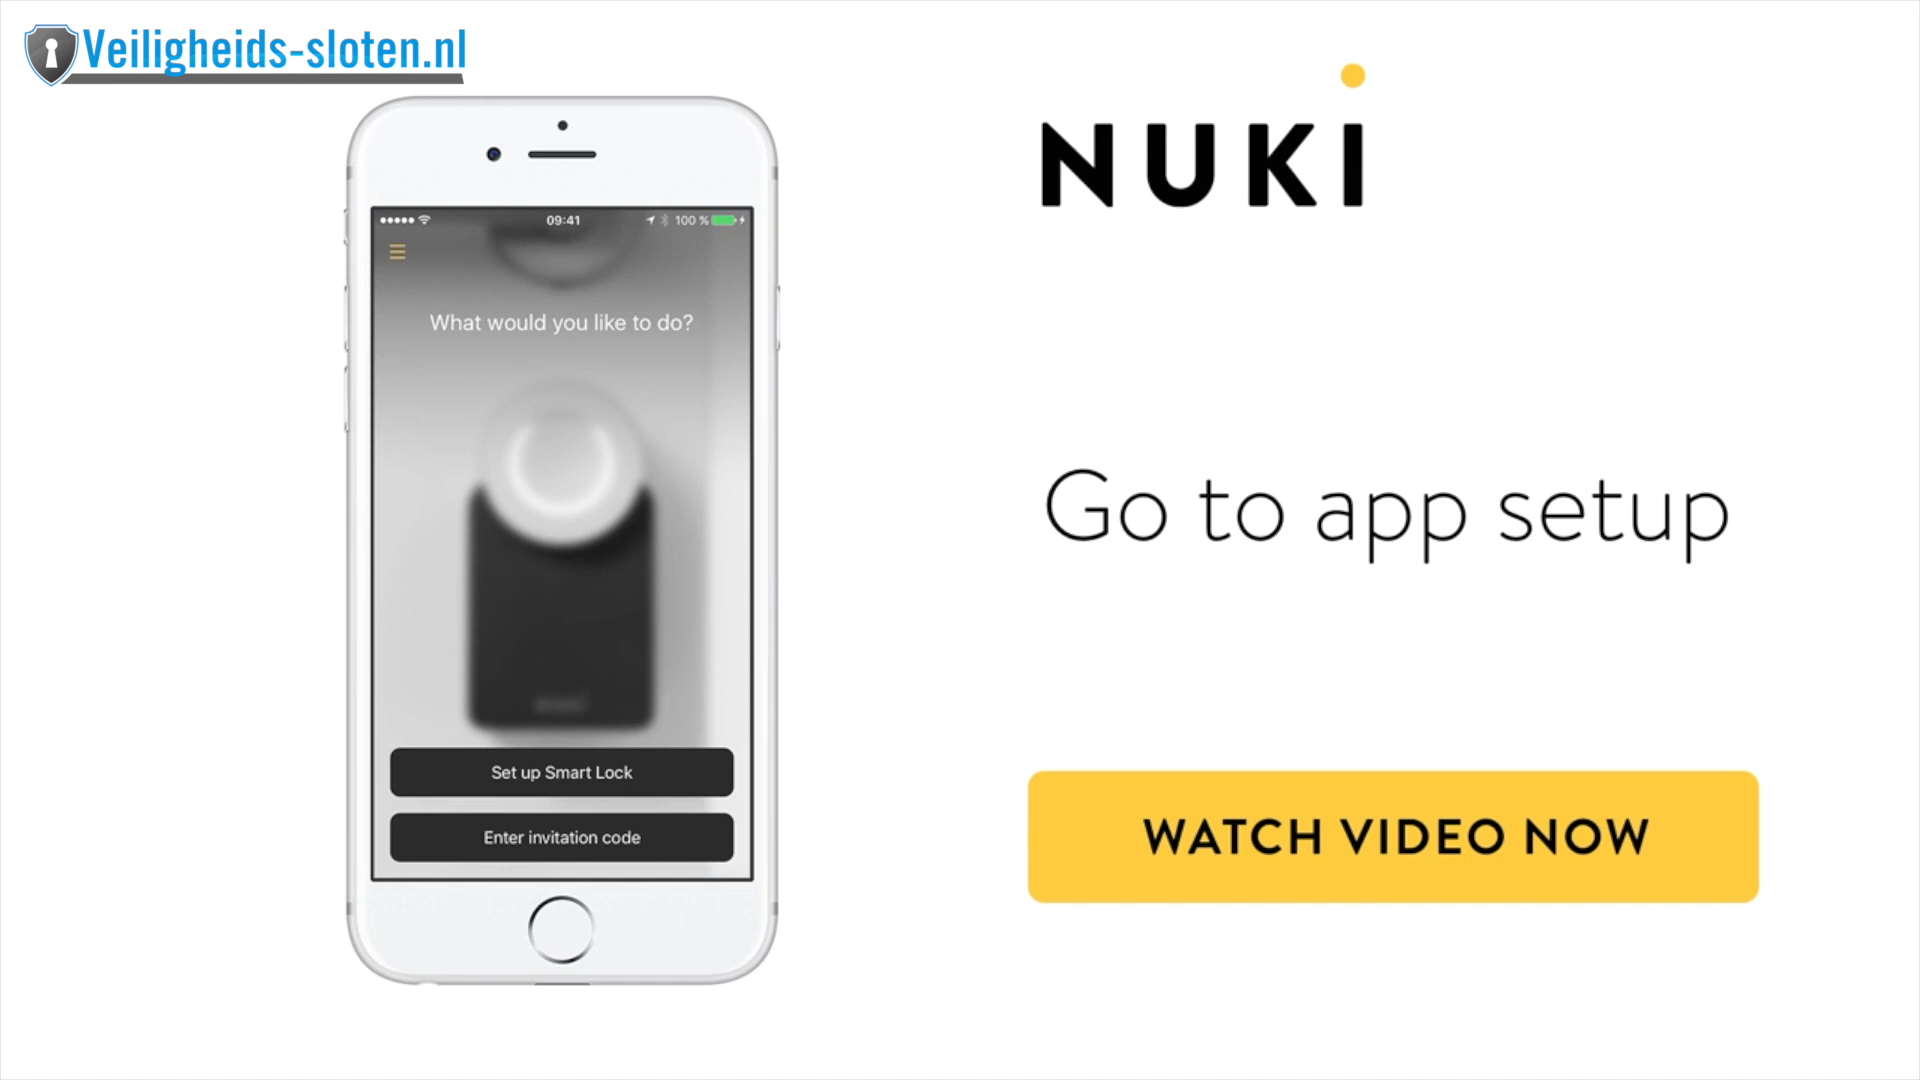 Veiligheids-sloten.nl
NUKI
09:41
100 %
What would you like to do?
Set up Smart Lock
Enter invitation code
Go to app setup
WATCH VIDEO NOW